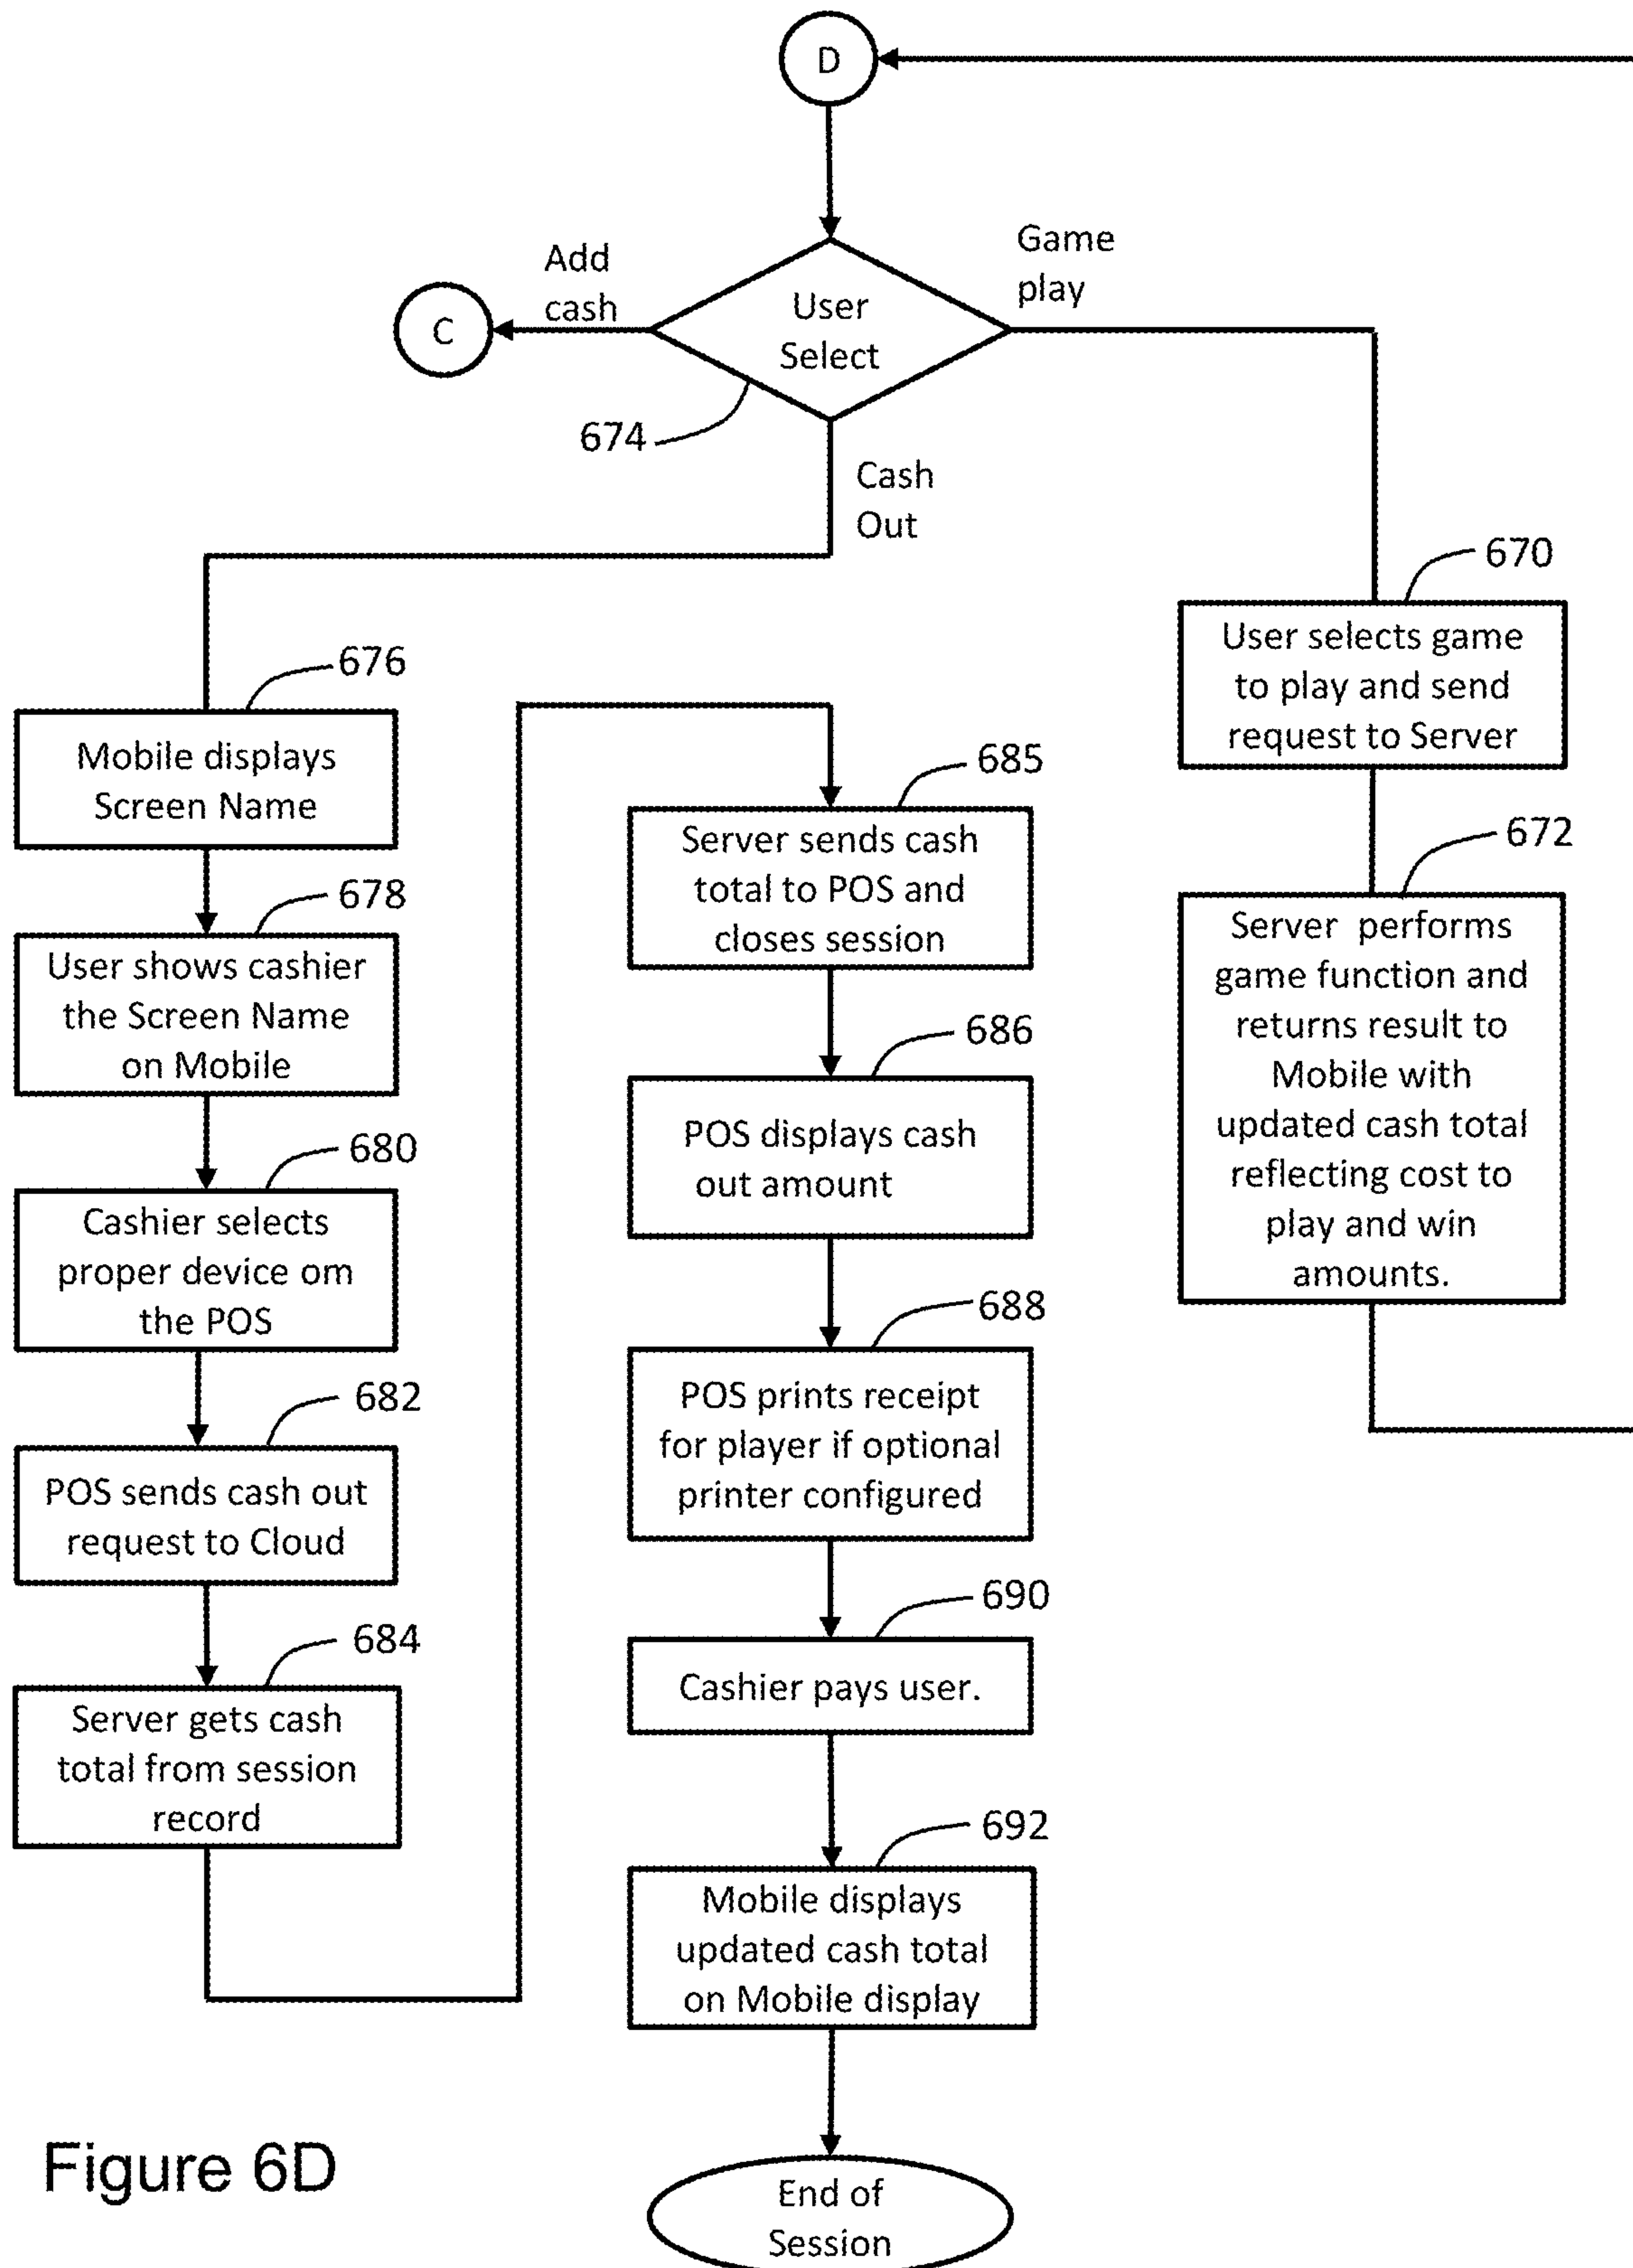 D
Add
cash
Game
play
C
User
Select
674
Cash
Out
676
Mobile displays
Screen Name
678
User shows cashier
the Screen Name
on Mobile
680
Cashier selects
proper device om
the POS
682
POS sends cash out
request to Cloud
684
Server gets cash
total from session
record
685
Server sends cash
total to POS and
closes session
686
POS displays cash
out amount
688
POS prints receipt
for player if optional
printer configured
690
Cashier pays user.
692
Mobile displays
updated cash total
on Mobile display
End of
Session
670
User selects game
to play and send
request to Server
672
Server performs
game function and
returns result to
Mobile with
updated cash total
reflecting cost to
play and win
amounts.
Figure 6D